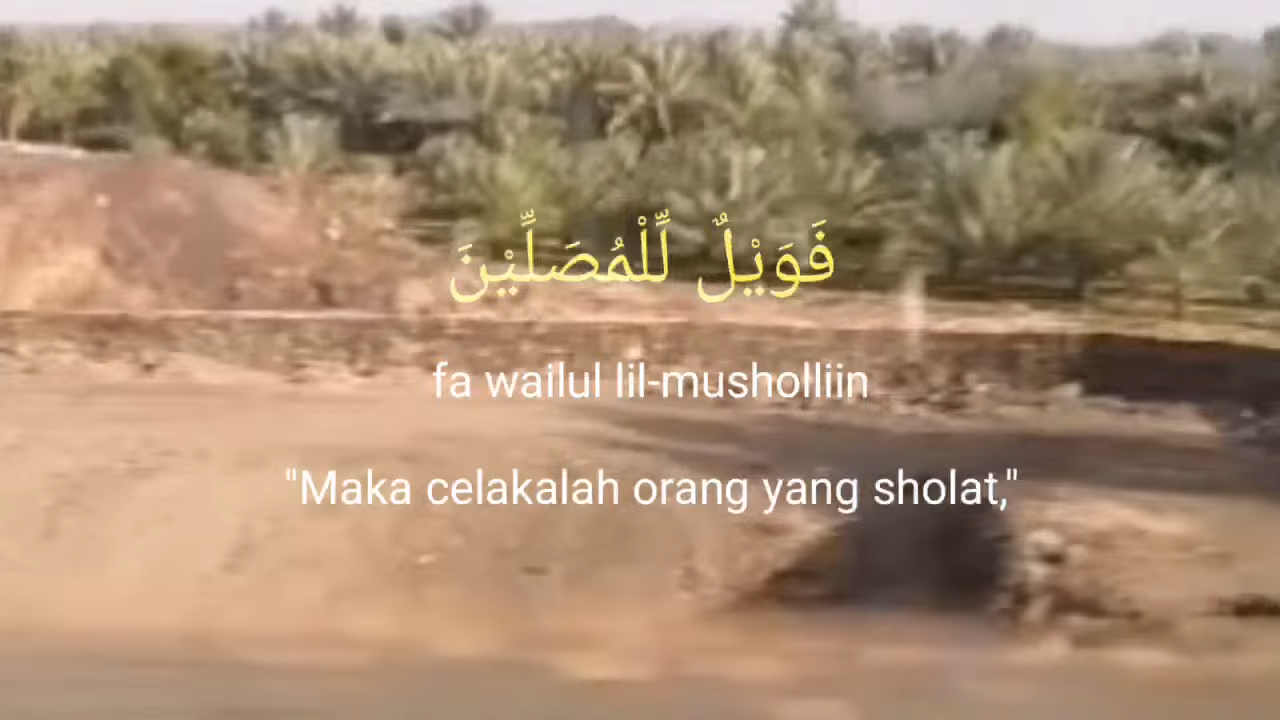 فَوَيْلٌ لِّلْمُصَلِّيْنَ
fa wailul lil-musholliin
"Maka celakalah orang yang sholat,"